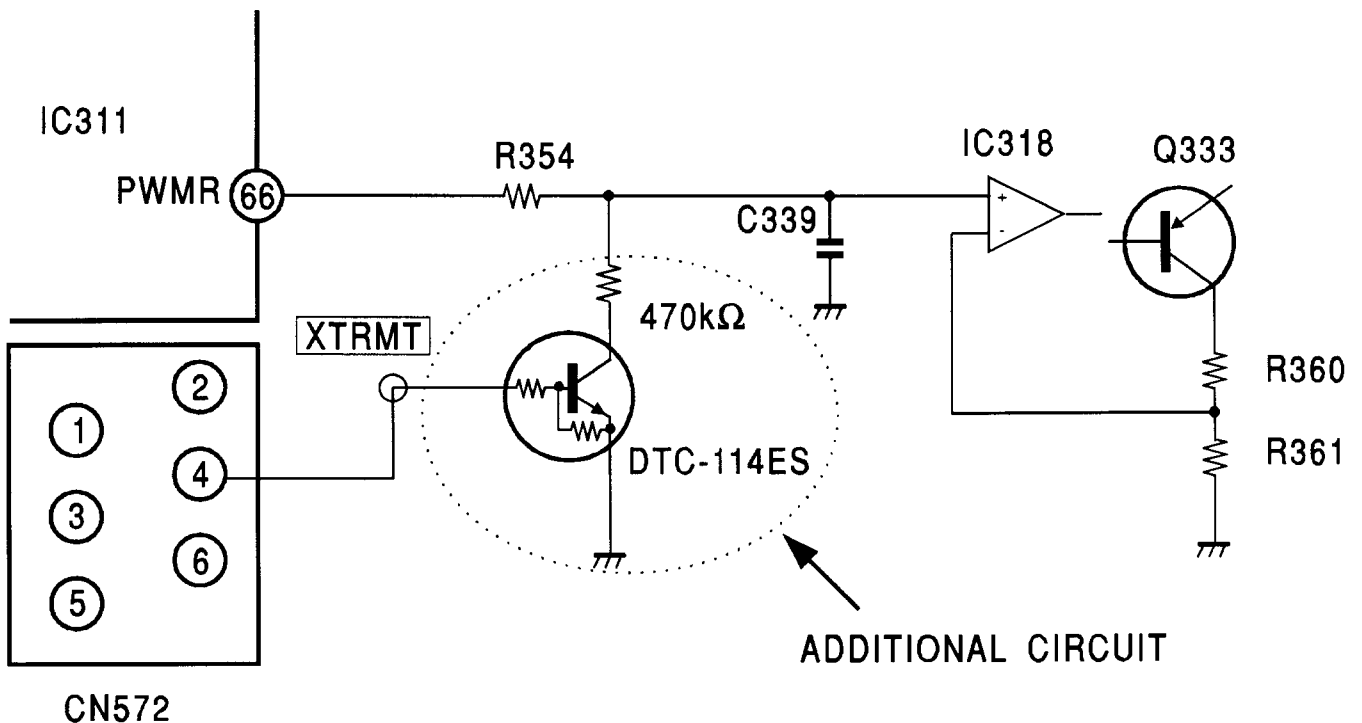 IC311
PWMR 66
R354
IC318
Q333
C339
+
-
470kΩ
XTRMT
R360
R361
DTC-114ES
1
2
3
4
5
6
ADDITIONAL CIRCUIT
CN572